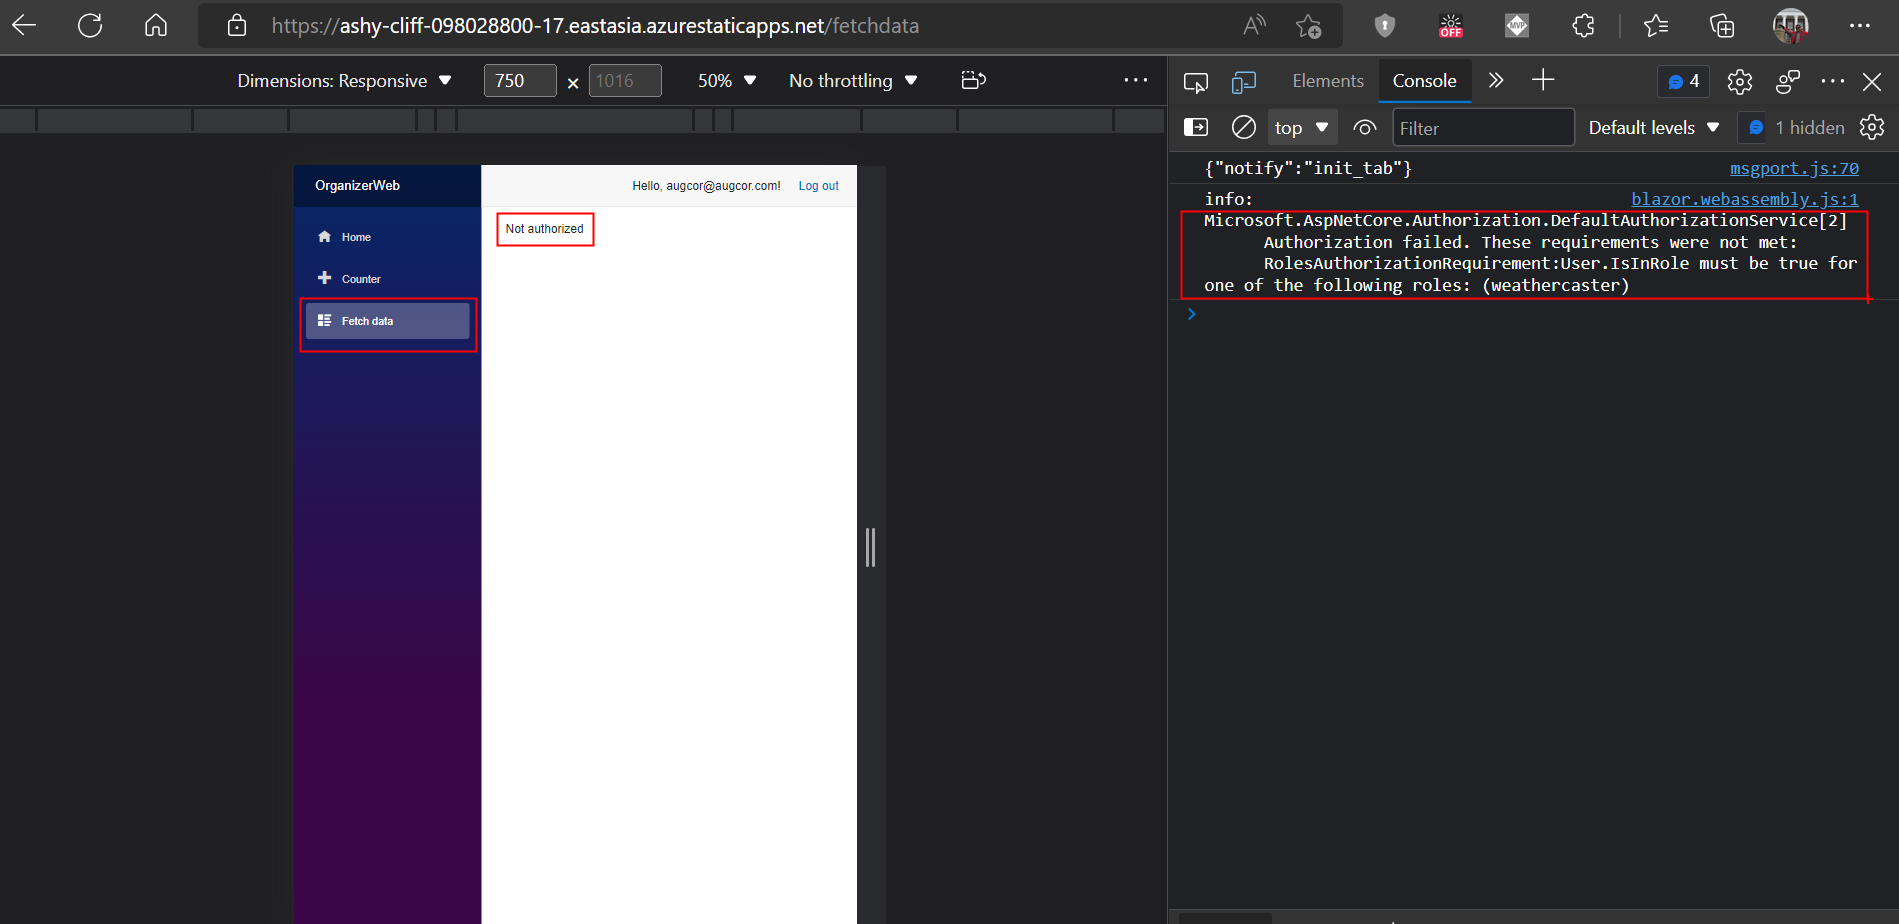 https://ashy-cliff-098028800-17.eastasia.azurestaticapps.net/fetchdata
A
OFF
MVP
Dimensions: Responsive 750 × 1016 50% No throttling
Elements Console 4
top Filter Default levels 1 hidden
OrganizerWeb
Hello, augcor@augcor.com! Log out
Home
Counter
Fetch data
Not authorized
{"notify":"init_tab"} msgport.js:70
info: blazor.webassembly.js:1
Microsoft.AspNetCore.Authorization.DefaultAuthorizationService[2]
Authorization failed. These requirements were not met:
RolesAuthorizationRequirement:User.IsInRole must be true for
one of the following roles: (weathercaster)